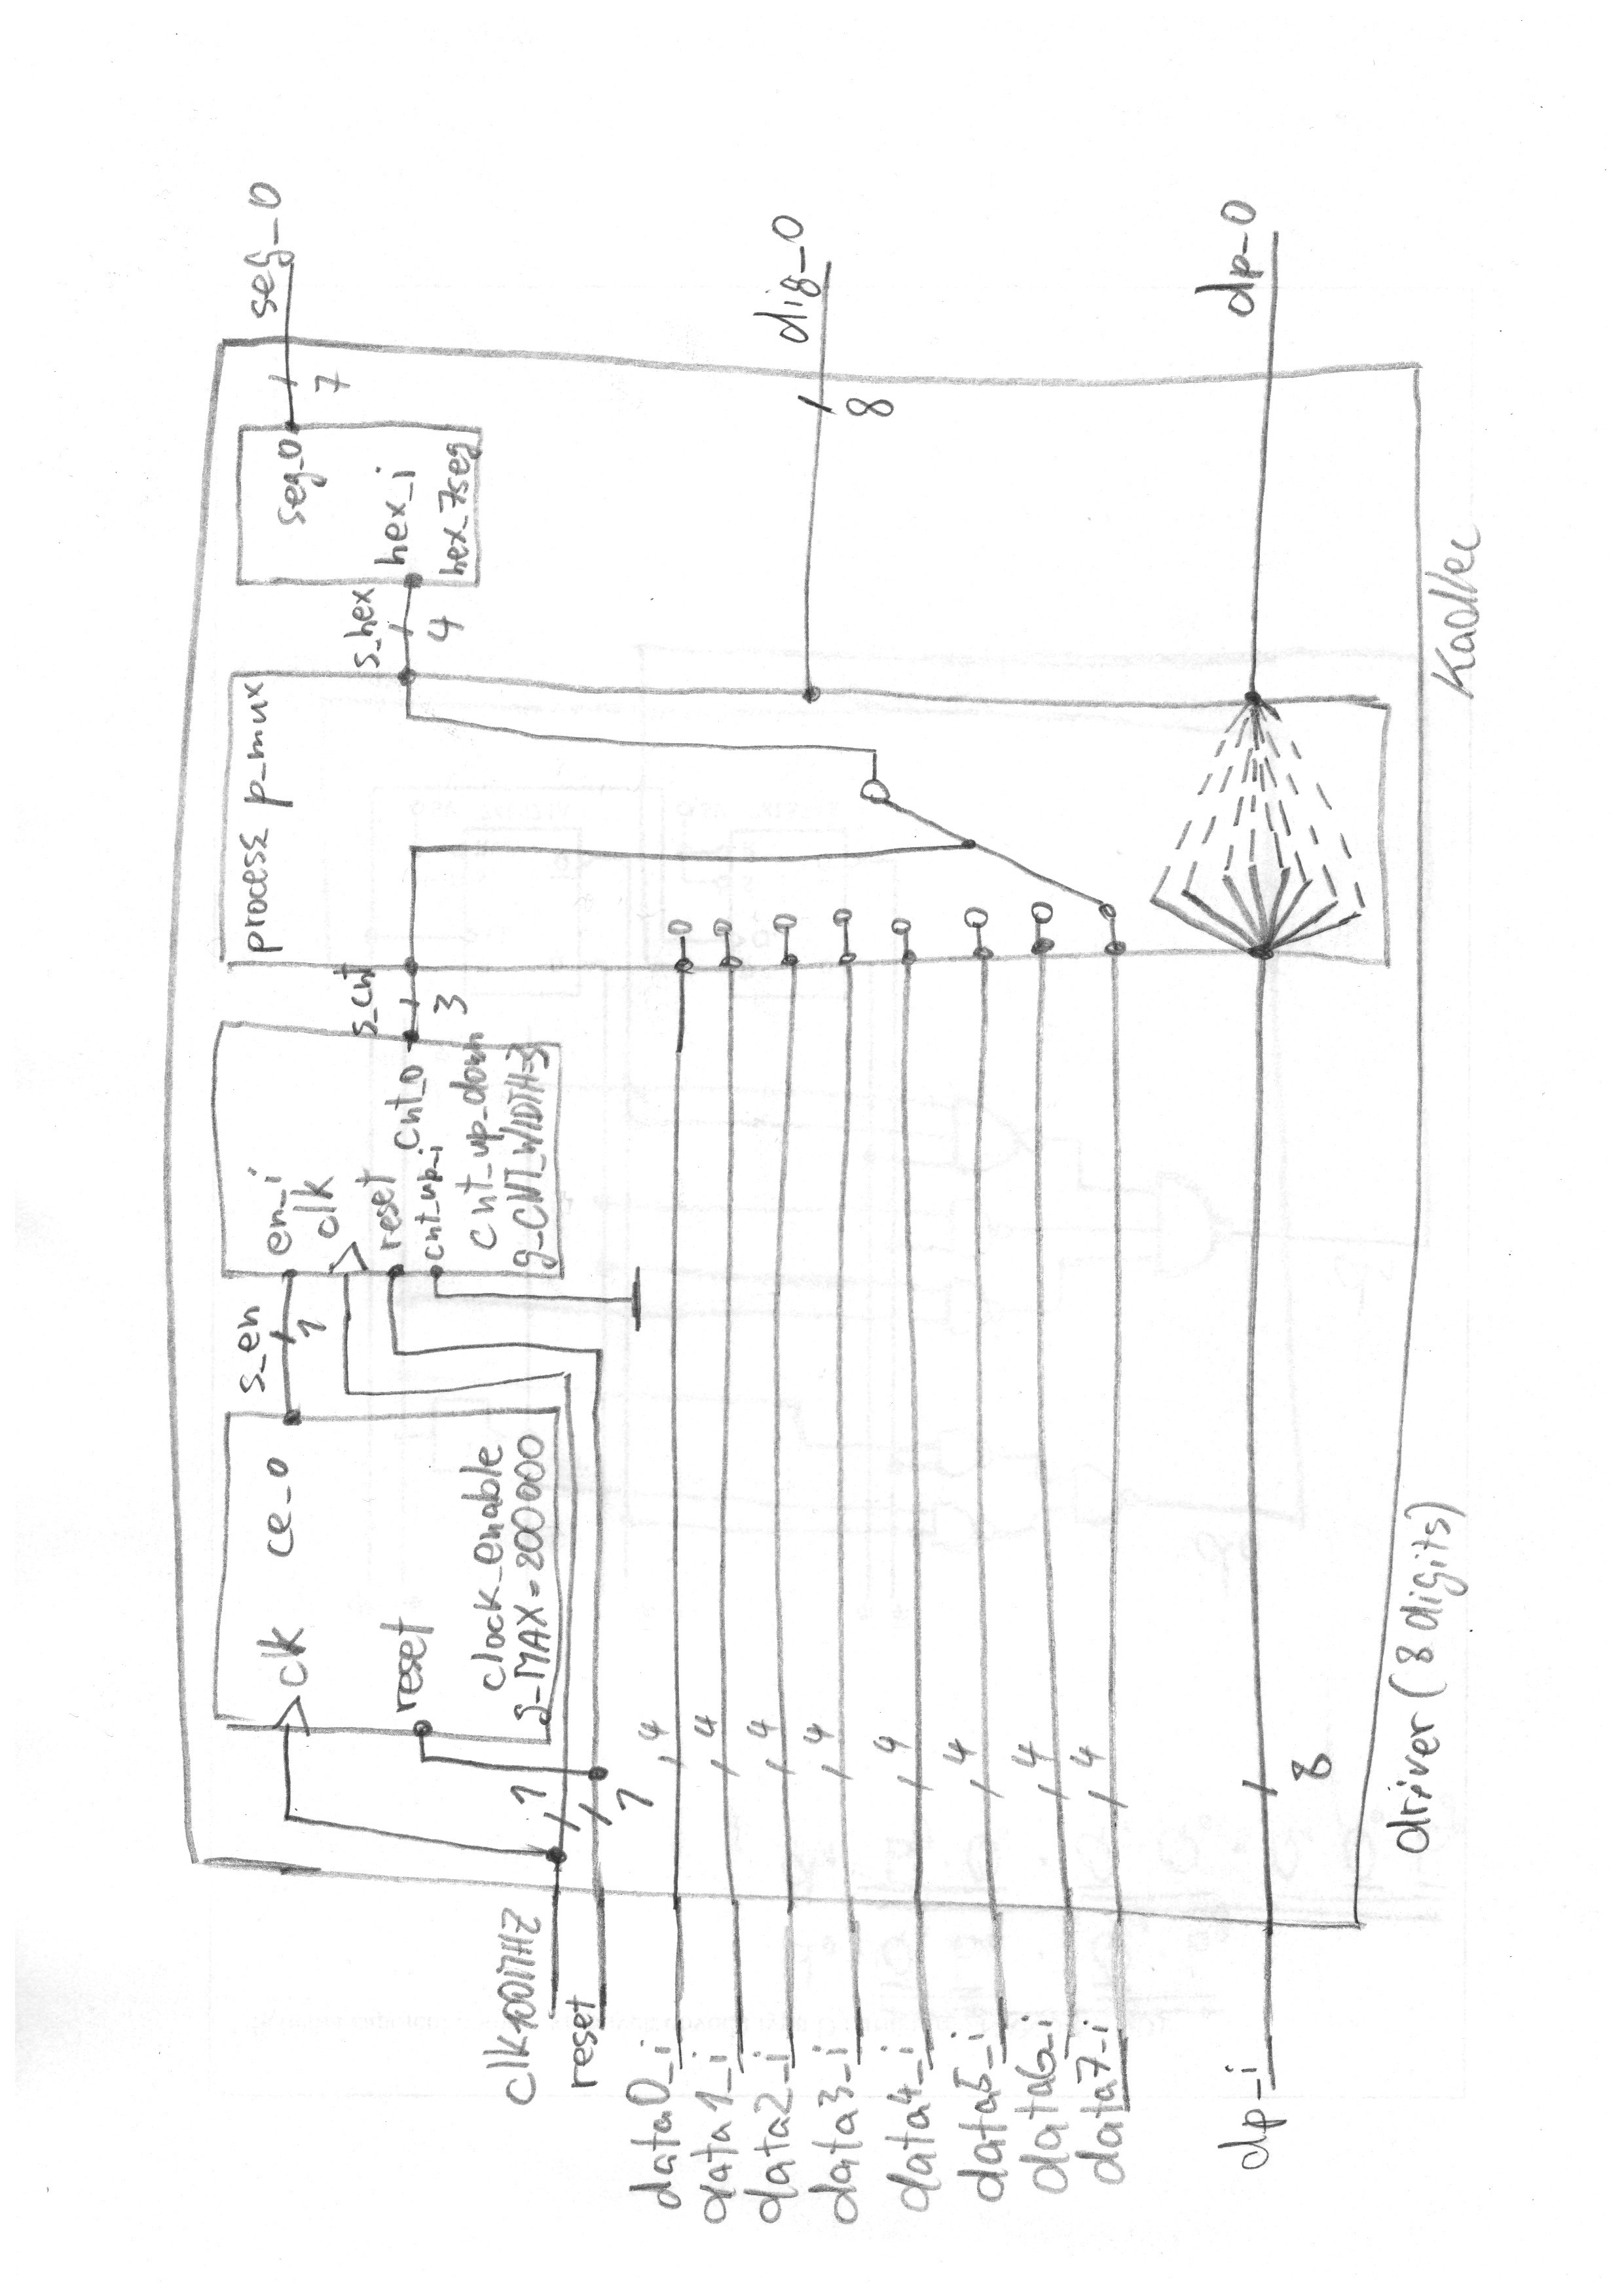 seg_o
7
seg_o
hex_i
hex_7seg
s_hex
4
process p_mux
s_cnt
3
en_i
clk
reset
cnt_up_i
cnt_o
cnt_up_down
g_CNT_WIDTH=3
s_en
1
clk
ce_o
reset
clock_enable
g-MAX=200000
1
1
clk100MHZ
reset
data0_i
4
data1_i
4
data2_i
4
data3_i
4
data4_i
4
data5_i
4
data6_i
4
data7_i
4
dp_i
8
dig_o
8
dp_o
driver (8 digits)
Kadlec